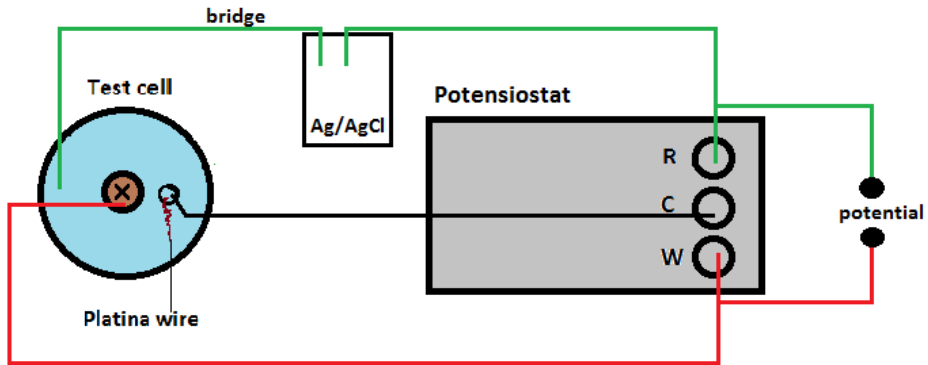 bridge
Test cell
Ag/AgCl
Potensiostat
R
C
W
potential
Platina wire